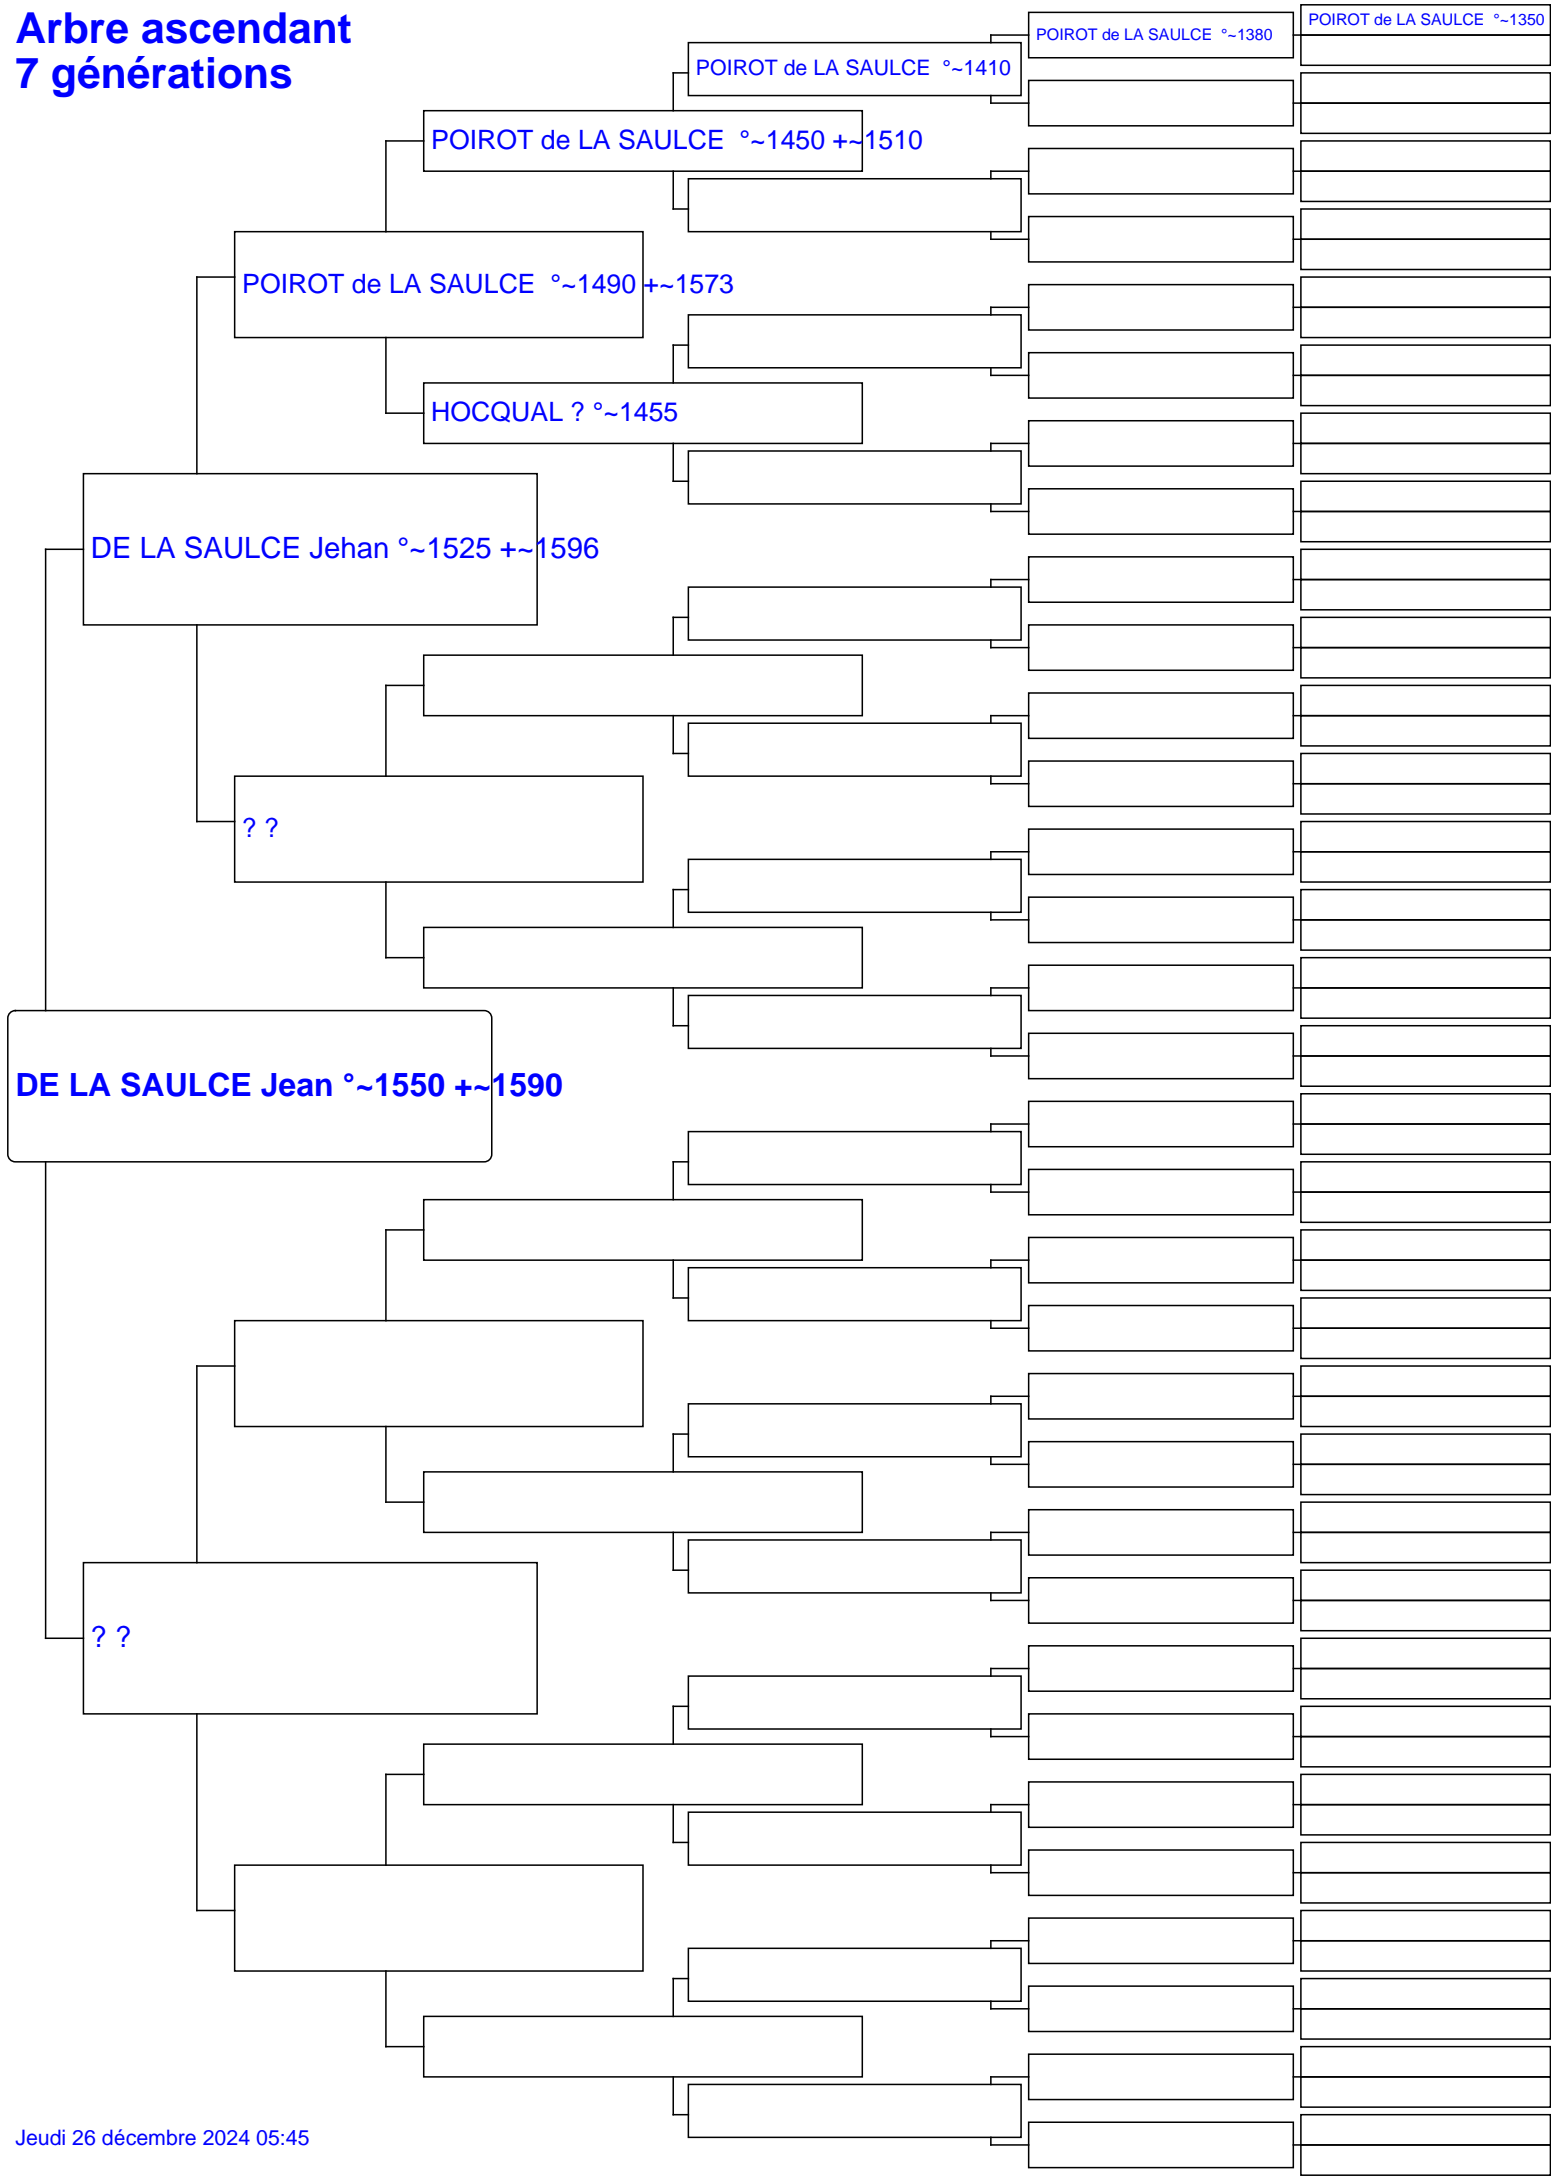 Arbre ascendant
7 générations
POIROT de LA SAULCE °~1350
POIROT de LA SAULCE °~1380
POIROT de LA SAULCE °~1410
POIROT de LA SAULCE °~1450 +~1510
POIROT de LA SAULCE °~1490 +~1573
HOCQUAL ? °~1455
DE LA SAULCE Jehan °~1525 +~1596
? ?
DE LA SAULCE Jean °~1550 +~1590
? ?
Jeudi 26 décembre 2024 05:45